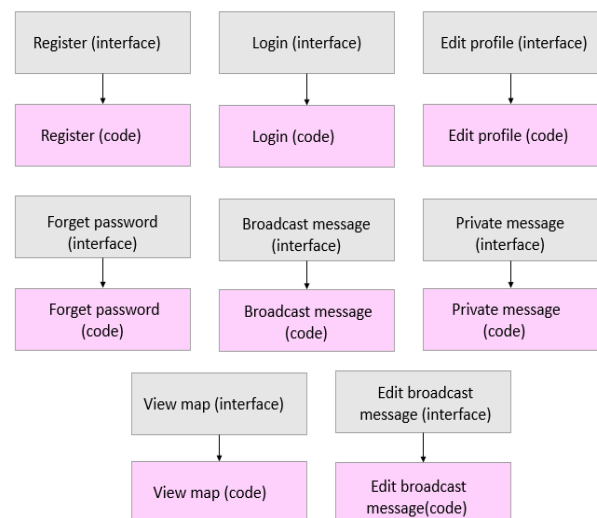 Register (interface)
Login (interface)
Edit profile (interface)
Register (code)
Login (code)
Edit profile (code)
Forget password
(interface)
Broadcast message
(interface)
Private message
(interface)
Forget password
(code)
Broadcast message
(code)
Private message
(code)
View map (interface)
Edit broadcast
message (interface)
View map (code)
Edit broadcast
message(code)